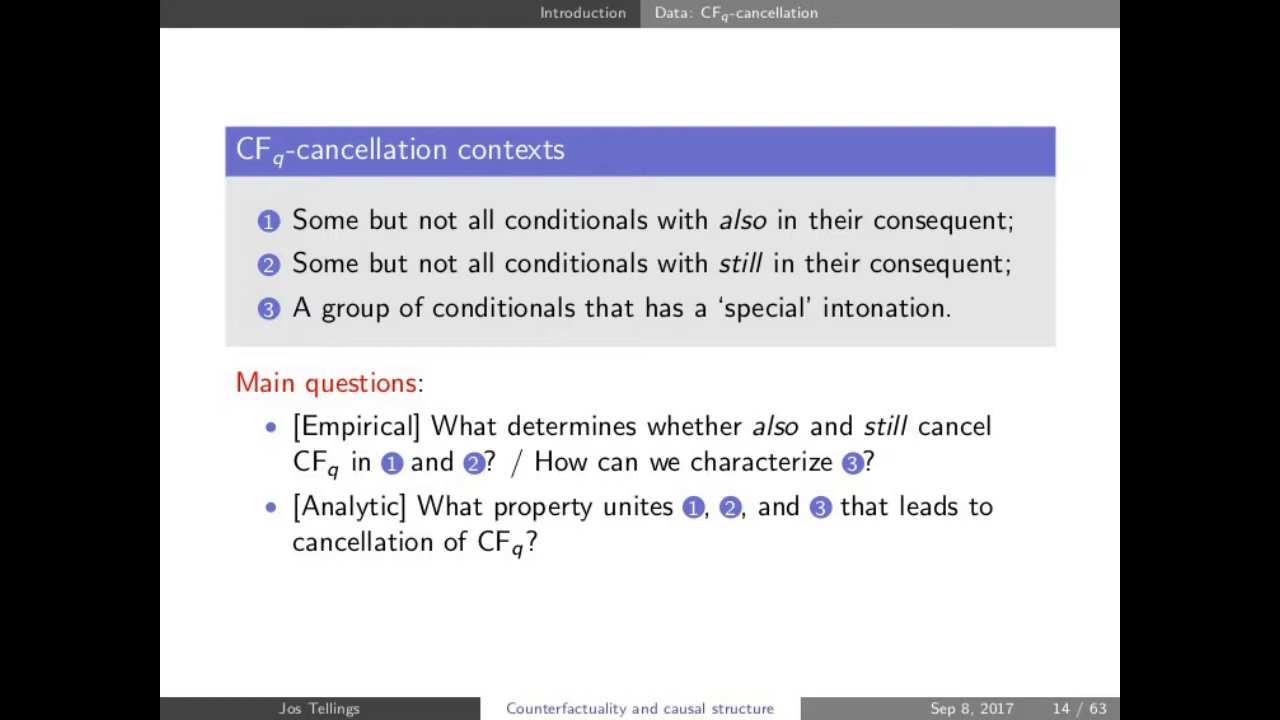 Introduction Data: CFq-cancellation
CFq-cancellation contexts
1 Some but not all conditionals with also in their consequent;
2 Some but not all conditionals with still in their consequent;
3 A group of conditionals that has a ‘special’ intonation.
Main questions:
• [Empirical] What determines whether also and still cancel
CFq in 1 and 2? / How can we characterize 3?
• [Analytic] What property unites 1, 2, and 3 that leads to
cancellation of CFq?
Jos Tellings Counterfactuality and causal structure Sep 8, 2017 14 / 63